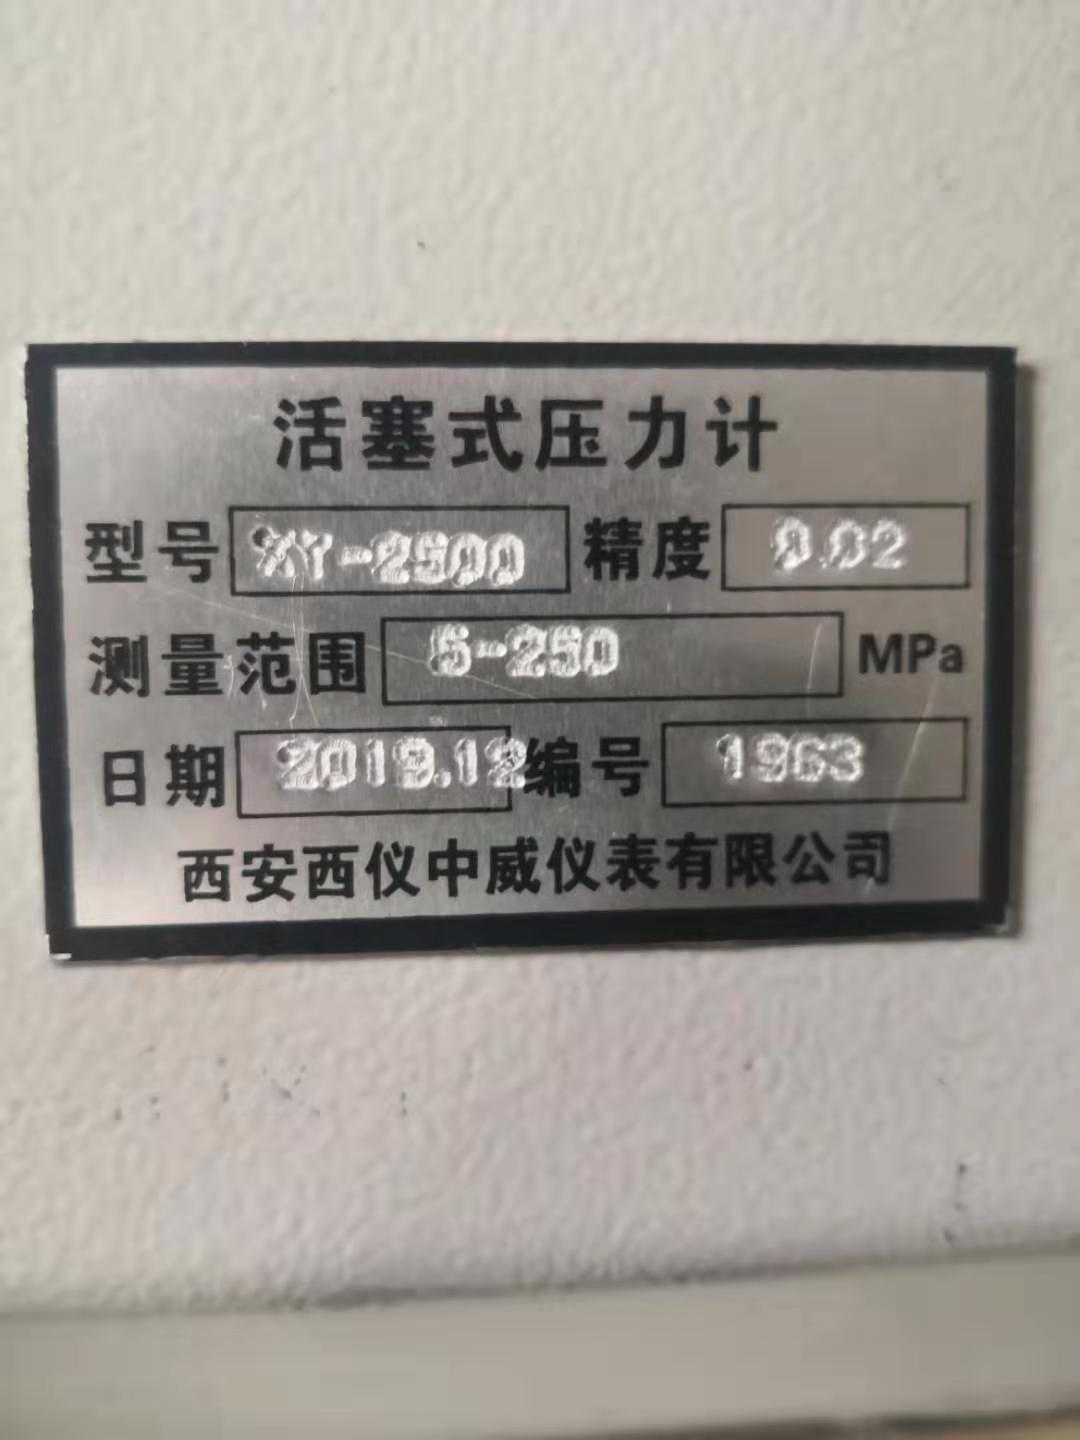 活塞式压力计
型号 XY-2500 精度 0.02
测量范围 5-250 MPa
日期 2019.12 编号 1963
西安西仪中威仪表有限公司